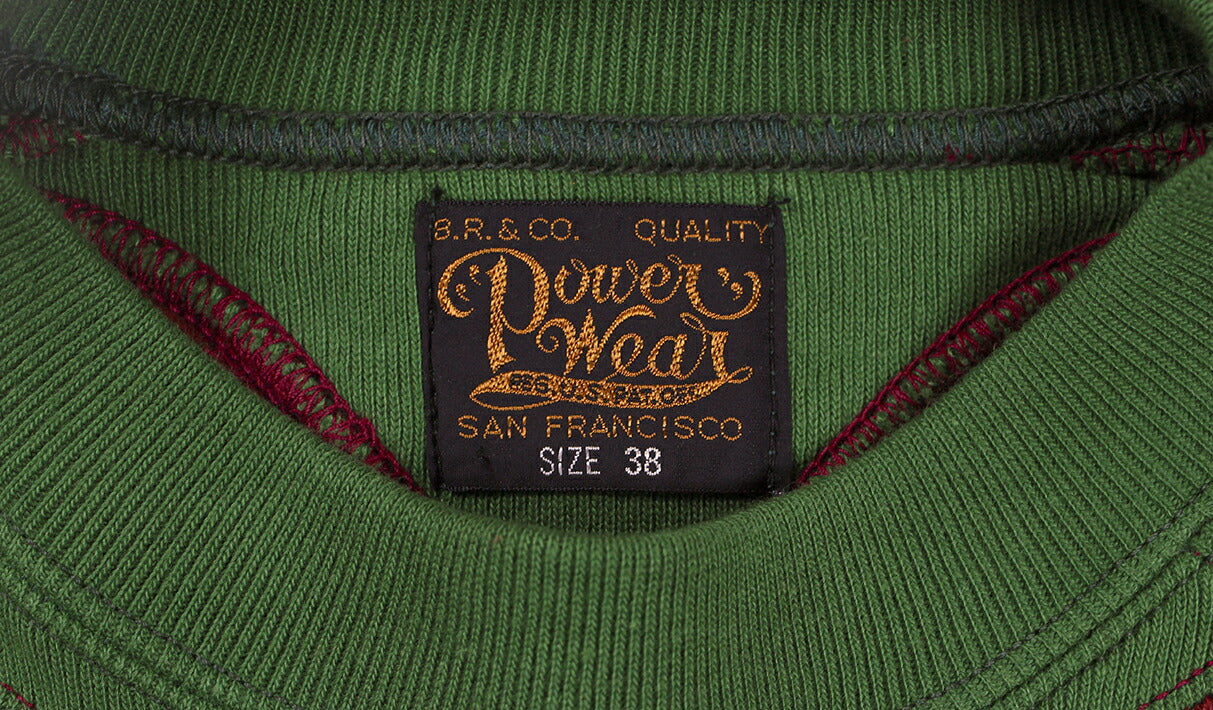 B.R. & CO. QUALITY
"Power"
Wear
REG. U.S. PAT. OFF.
SAN FRANCISCO
SIZE 38